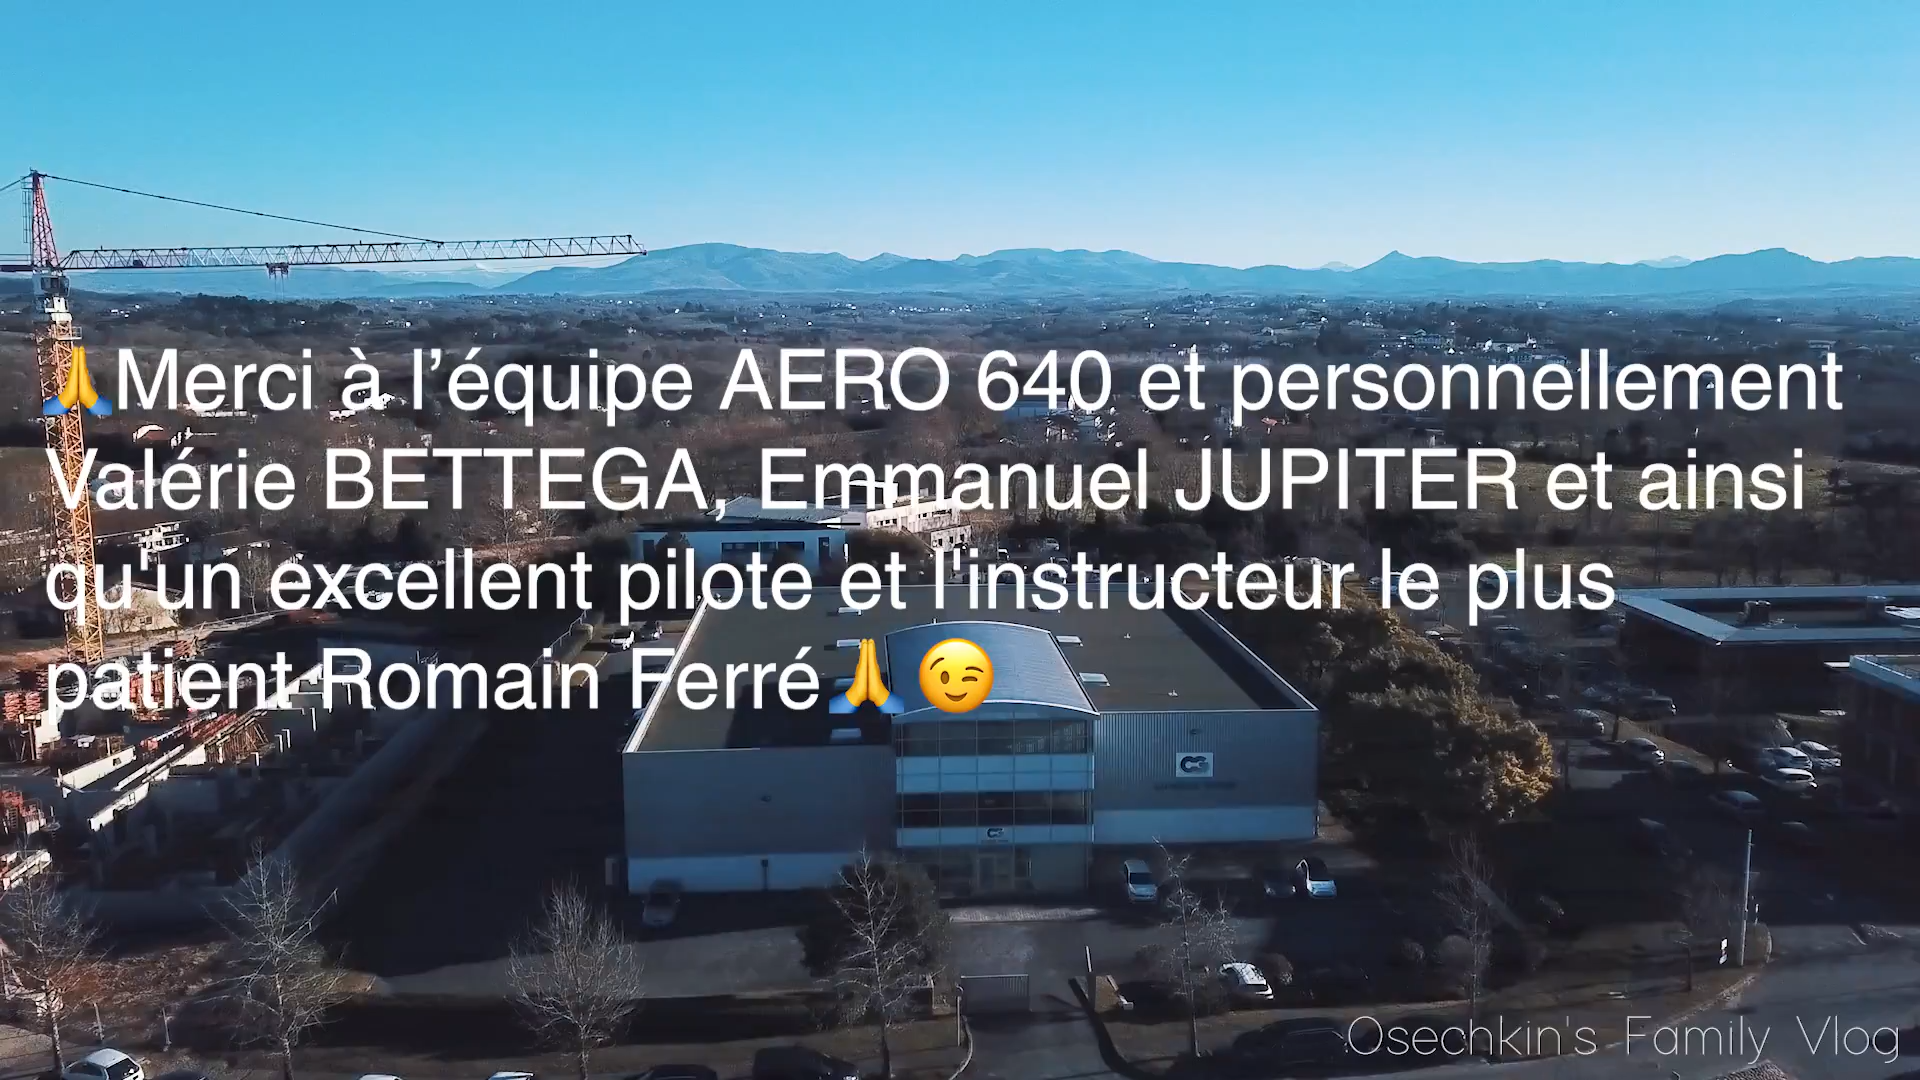 🙏Merci à l’équipe AERO 640 et personnellement
Valérie BETTEGA, Emmanuel JUPITER et ainsi
qu'un excellent pilote et l'instructeur le plus
patient Romain Ferré🙏😉
Osechkin's Family Vlog